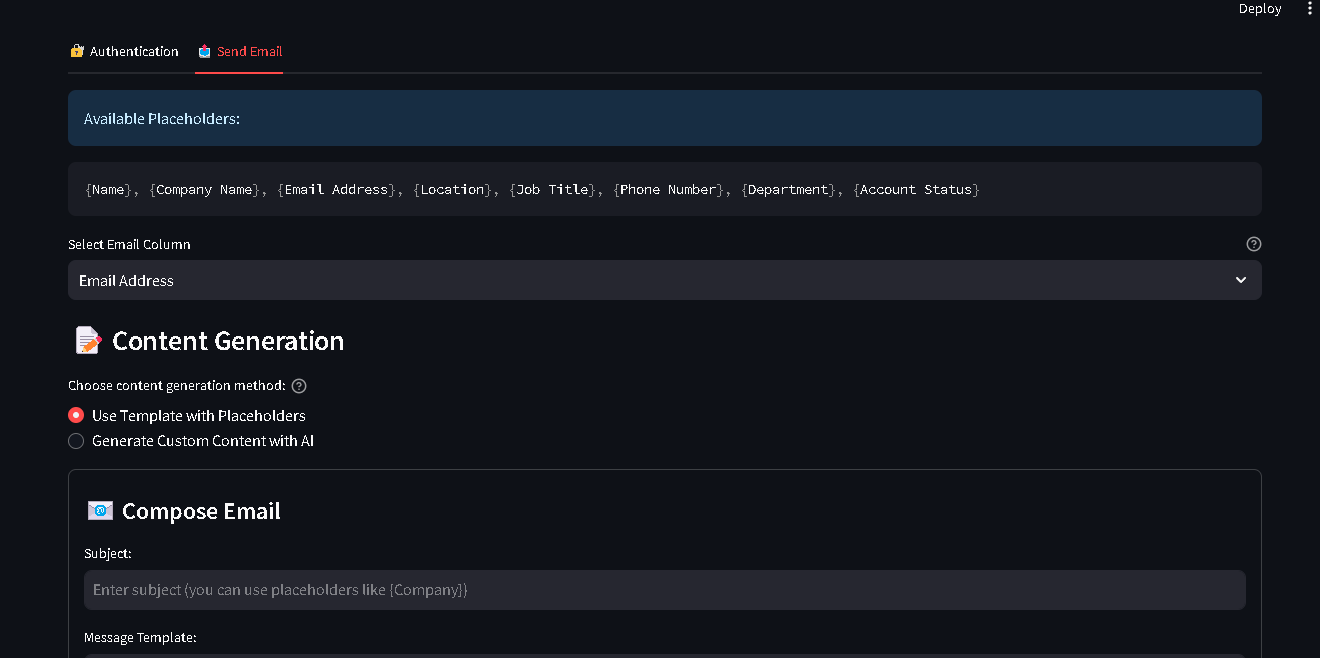 Deploy
Authentication
Send Email
Available Placeholders:
{Name}, {Company Name}, {Email Address}, {Location}, {Job Title}, {Phone Number}, {Department}, {Account Status}
Select Email Column
Email Address
Content Generation
Choose content generation method:
Use Template with Placeholders
Generate Custom Content with AI
Compose Email
Subject:
Enter subject (you can use placeholders like {Company})
Message Template: